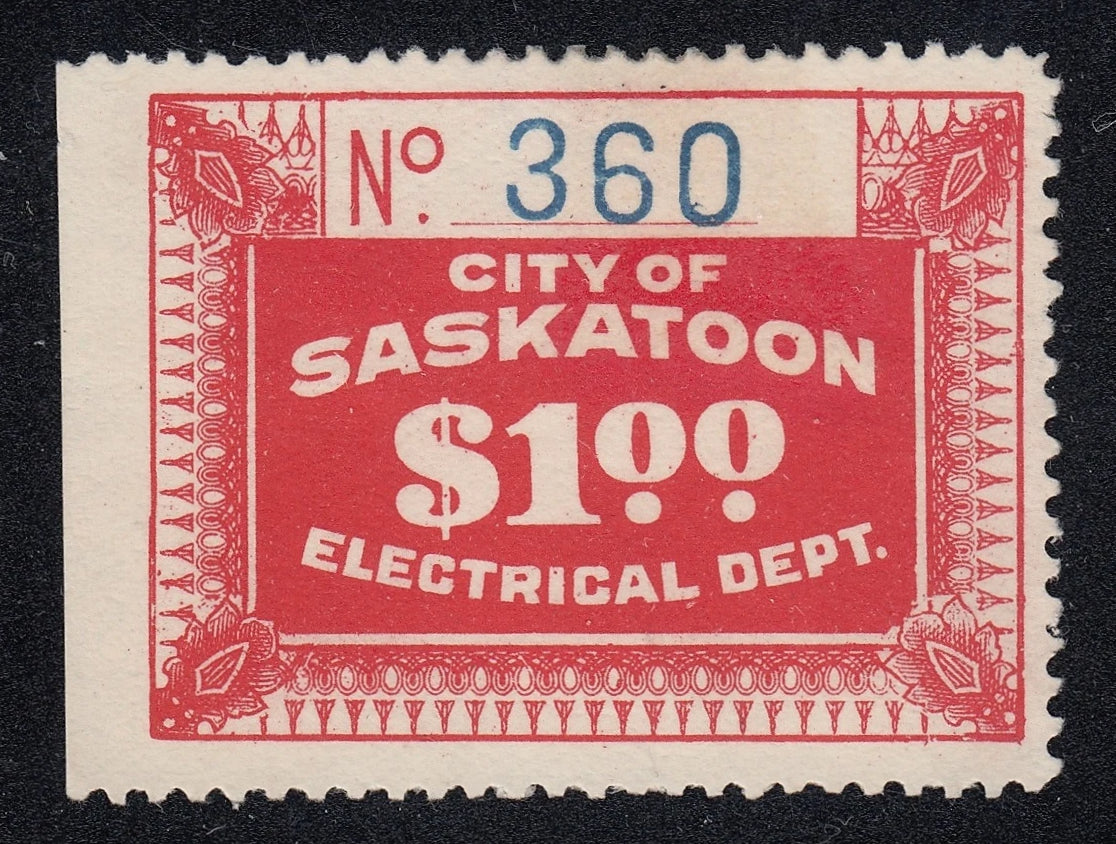 Nº. 360
CITY OF
SASKATOON
$1.00
ELECTRICAL DEPT.